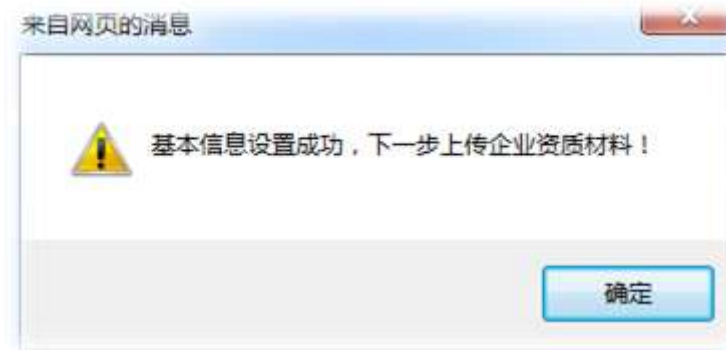 来自网页的消息
基本信息设置成功，下一步上传企业资质材料！
确定